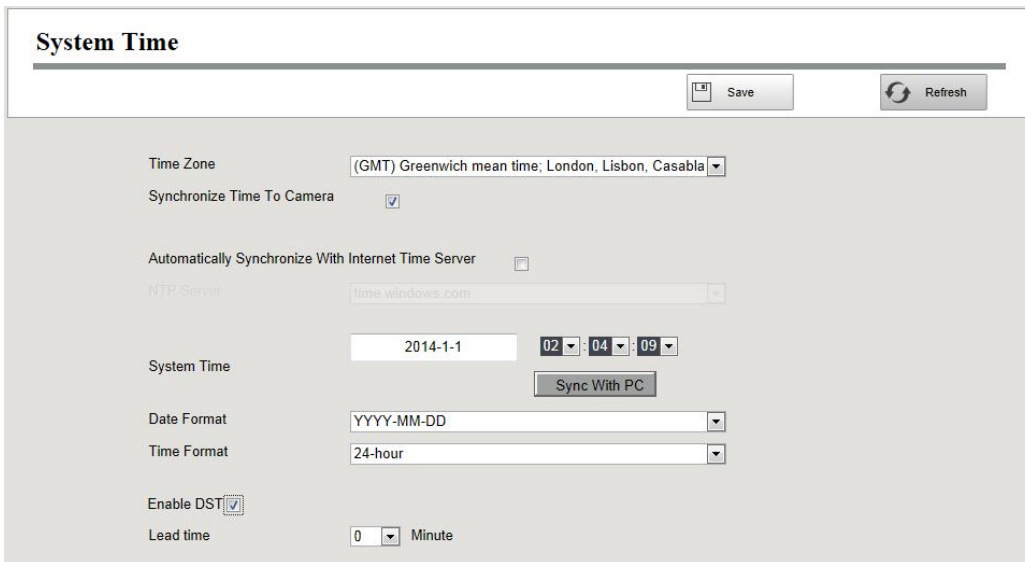 System Time
Save Refresh
Time Zone (GMT) Greenwich mean time; London, Lisbon, Casabla
Synchronize Time To Camera
Automatically Synchronize With Internet Time Server
NTP Server time.windows.com
2014-1-1 02 : 04 : 09
System Time
Sync With PC
Date Format YYYY-MM-DD
Time Format 24-hour
Enable DST
Lead time 0 Minute